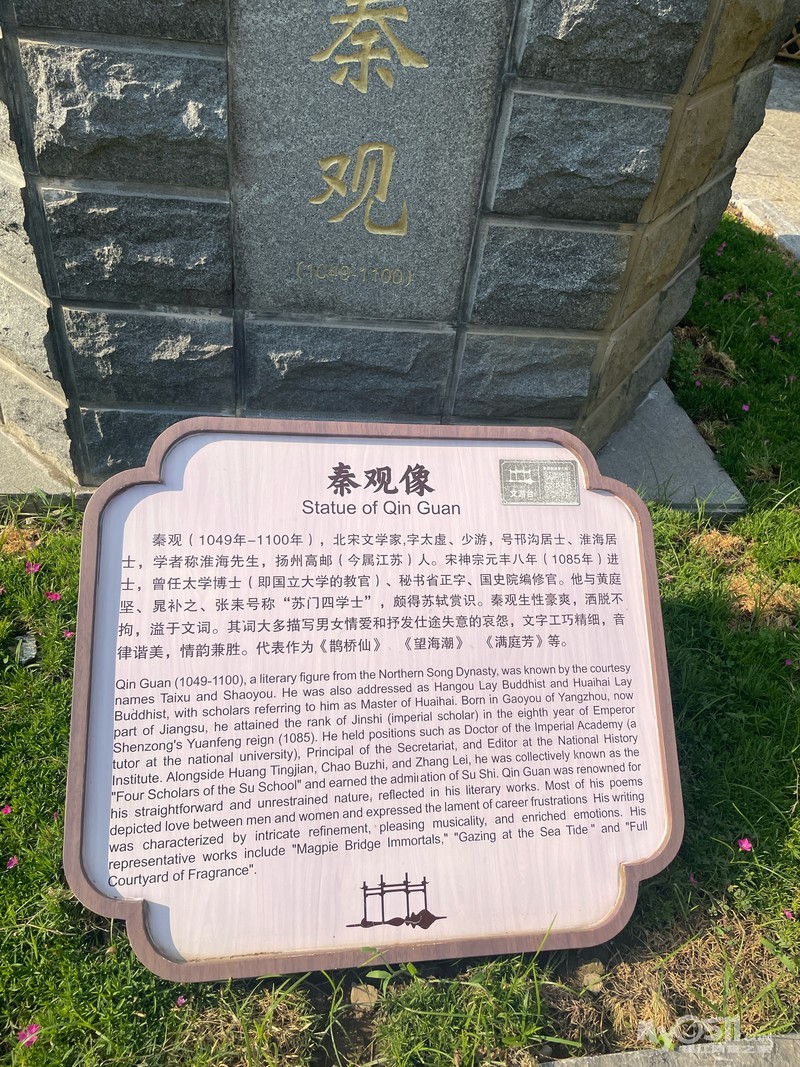 秦
观
(1049-1100)
秦观像
Statue of Qin Guan
文游台
秦观（1049年-1100年），北宋文学家,字太虚、少游，号邗沟居士、淮海居
士，学者称淮海先生，扬州高邮（今属江苏）人。宋神宗元丰八年（1085年）进
士，曾任太学博士（即国立大学的教官）、秘书省正字、国史院编修官。他与黄庭
坚、晁补之、张耒号称“苏门四学士”，颇得苏轼赏识。秦观生性豪爽，洒脱不
拘，溢于文词。其词大多描写男女情爱和抒发仕途失意的哀怨，文字工巧精细，音
律谐美，情韵兼胜。代表作为《鹊桥仙》《望海潮》《满庭芳》等。
Qin Guan (1049-1100), a literary figure from the Northern Song Dynasty, was known by the courtesy
names Taixu and Shaoyou. He was also addressed as Hangou Lay Buddhist and Huaihai Lay
Buddhist, with scholars referring to him as Master of Huaihai. Born in Gaoyou of Yangzhou, now
part of Jiangsu, he attained the rank of Jinshi (imperial scholar) in the eighth year of Emperor
Shenzong's Yuanfeng reign (1085). He held positions such as Doctor of the Imperial Academy (a
tutor at the national university), Principal of the Secretariat, and Editor at the National History
Institute. Alongside Huang Tingjian, Chao Buzhi, and Zhang Lei, he was collectively known as the
"Four Scholars of the Su School" and earned the admiration of Su Shi. Qin Guan was renowned for
his straightforward and unrestrained nature, reflected in his literary works. Most of his poems
depicted love between men and women and expressed the lament of career frustrations. His writing
was characterized by intricate refinement, pleasing musicality, and enriched emotions. His
representative works include "Magpie Bridge Immortals," "Gazing at the Sea Tide" and "Full
Courtyard of Fragrance".